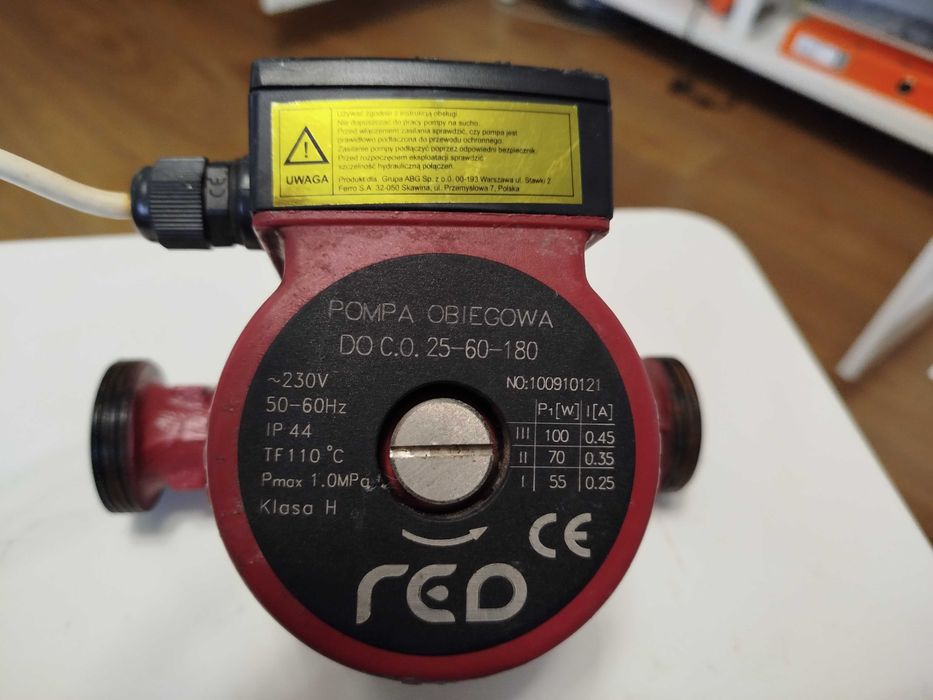 Używać zgodnie z instrukcją obsługi.
Nie dopuszczać do pracy pompy na sucho.
Przed włączeniem zasilania sprawdzić, czy pompa jest
prawidłowo podłączona do przewodu ochronnego.
Zasilanie pompy podłączyć poprzez odpowiedni bezpiecznik.
Przed rozpoczęciem eksploatacji sprawdzić
szczelność hydrauliczną połączeń.
UWAGA
Produkt dla: Grupa ABG Sp. z o.o. 00-193 Warszawa ul. Stawki 2
Ferro S.A. 32-050 Skawina, ul. Przemysłowa 7, Polska
CE
POMPA OBIEGOWA
DO C.O. 25-60-180
~230V
50-60Hz
IP 44
TF110 °C
Pmax 1.0MPa
Klasa H
NO:100910121
P1[W] I[A]
III 100 0.45
II 70 0.35
I 55 0.25
CE
red